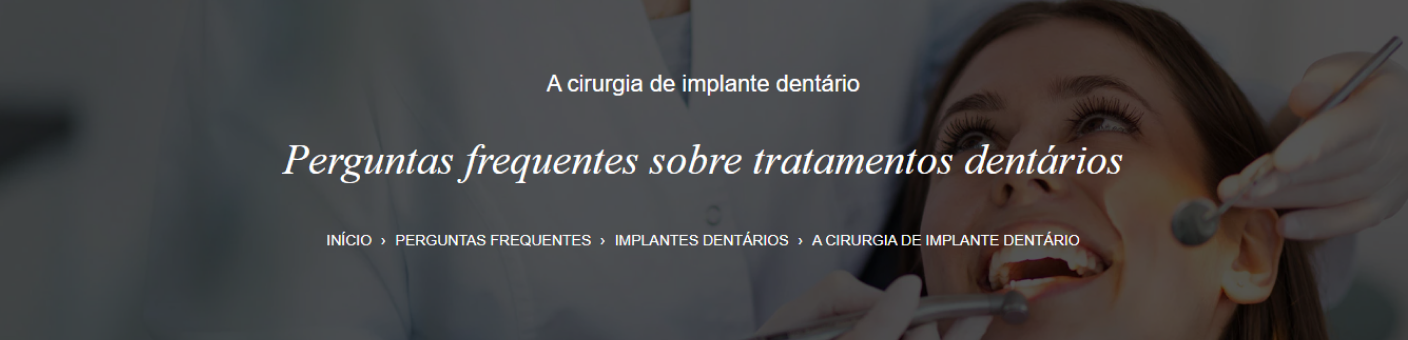 A cirurgia de implante dentário
Perguntas frequentes sobre tratamentos dentários
INÍCIO › PERGUNTAS FREQUENTES › IMPLANTES DENTÁRIOS › A CIRURGIA DE IMPLANTE DENTÁRIO